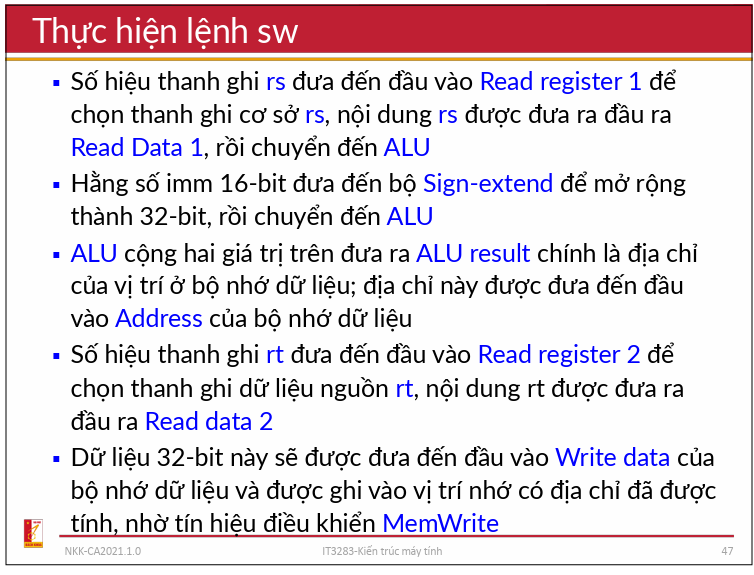 Thực hiện lệnh sw
▪ Số hiệu thanh ghi rs đưa đến đầu vào Read register 1 để
chọn thanh ghi cơ sở rs, nội dung rs được đưa ra đầu ra
Read Data 1, rồi chuyển đến ALU
▪ Hằng số imm 16-bit đưa đến bộ Sign-extend để mở rộng
thành 32-bit, rồi chuyển đến ALU
▪ ALU cộng hai giá trị trên đưa ra ALU result chính là địa chỉ
của vị trí ở bộ nhớ dữ liệu; địa chỉ này được đưa đến đầu
vào Address của bộ nhớ dữ liệu
▪ Số hiệu thanh ghi rt đưa đến đầu vào Read register 2 để
chọn thanh ghi dữ liệu nguồn rt, nội dung rt được đưa ra
đầu ra Read data 2
▪ Dữ liệu 32-bit này sẽ được đưa đến đầu vào Write data của
bộ nhớ dữ liệu và được ghi vào vị trí nhớ có địa chỉ đã được
tính, nhờ tín hiệu điều khiển MemWrite
NKK-CA2021.1.0 IT3283-Kiến trúc máy tính 47